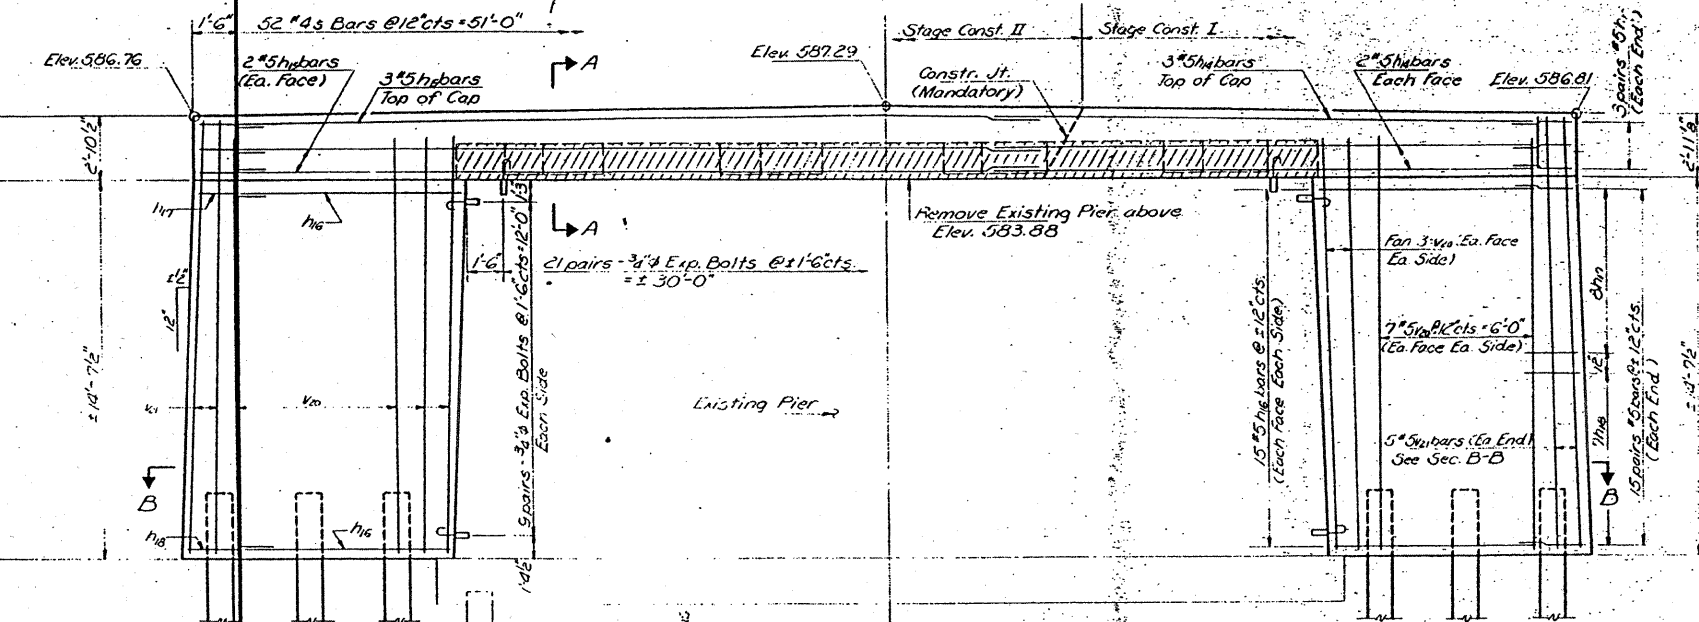 1'-6" 52 #4s Bars @ 12" cts = 51'-0"
Elev. 586.76
2 #5h15 bars
(Ea. Face)
3 #5h15 bars
Top of Cap
A
Elev. 587.29
Stage Const. II
Stage Const. I
Constr. Jt.
(Mandatory)
3 #5h14 bars
Top of Cap
2 #5h14 bars
Each Face
Elev. 586.81
3 pairs #5h17
(Each End)
2'-10½"
2'-11⅛"
h17
h16
A
1'-6"
21 pairs - ¾"ϕ Exp. Bolts @ ±1'-6" cts.
= ± 30'-0"
Remove Existing Pier above
Elev. 583.88
Fan 3-v20 Ea. Face
Ea. Side)
±½"
12"
± 14'-7½"
9 pairs - ¾"ϕ Exp. Bolts @ 1'-6" cts = 12'-0"
Each Side
1'-4½"
v21
v20
Existing Pier
15 #5h16 bars @ ± 12" cts.
(Each Face Each Side)
7 #5v20 @ 12" cts. = 6'-0"
(Ea. Face Ea. Side)
5 #5v21 bars (Ea. End)
See Sec. B-B
8h17
12"
7h18
15 pairs #5 bars @ ± 12" cts.
(Each End)
± 14'-7½"
B
B
h18
h16